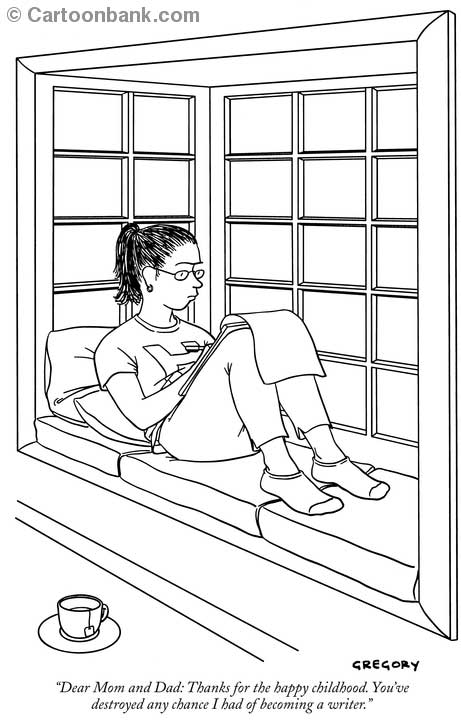 © Cartoonbank.com
GREGORY
“Dear Mom and Dad: Thanks for the happy childhood. You’ve
destroyed any chance I had of becoming a writer.”